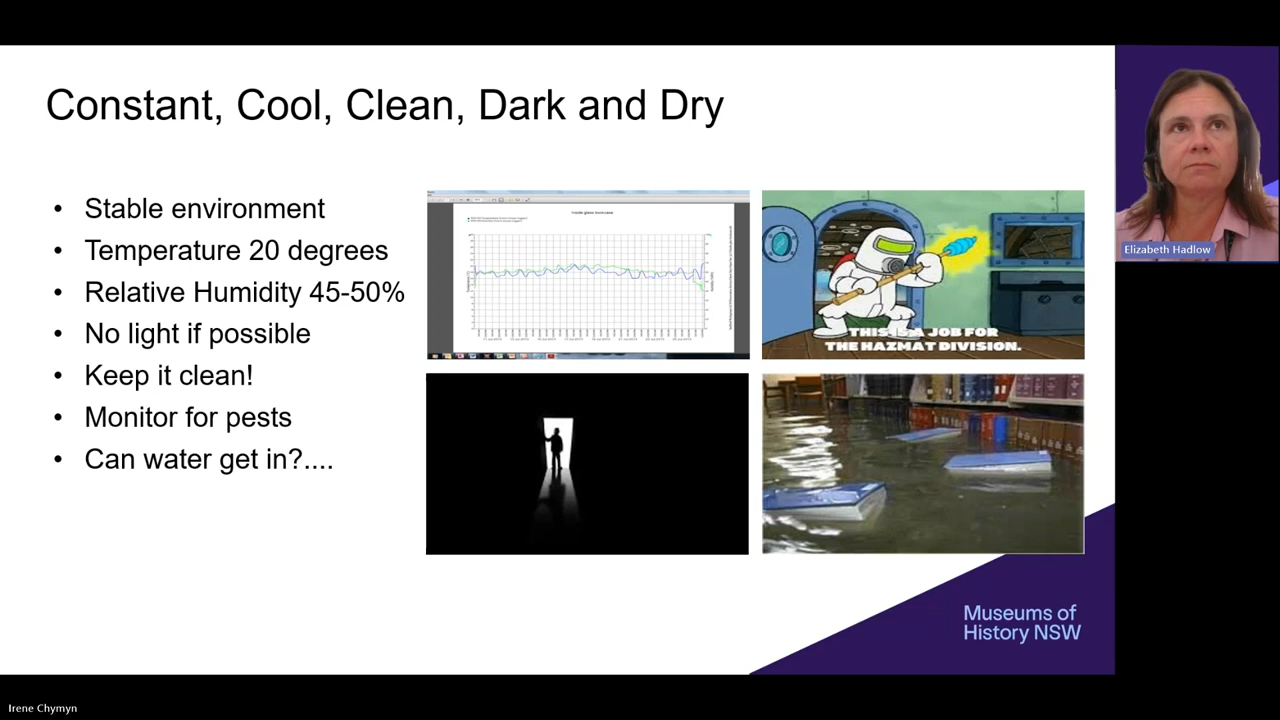 Constant, Cool, Clean, Dark and Dry
• Stable environment
• Temperature 20 degrees
• Relative Humidity 45-50%
• No light if possible
• Keep it clean!
• Monitor for pests
• Can water get in?....
THIS IS A JOB FOR
THE HAZMAT DIVISION.
Museums of
History NSW
Elizabeth Hadlow
Irene Chymyn